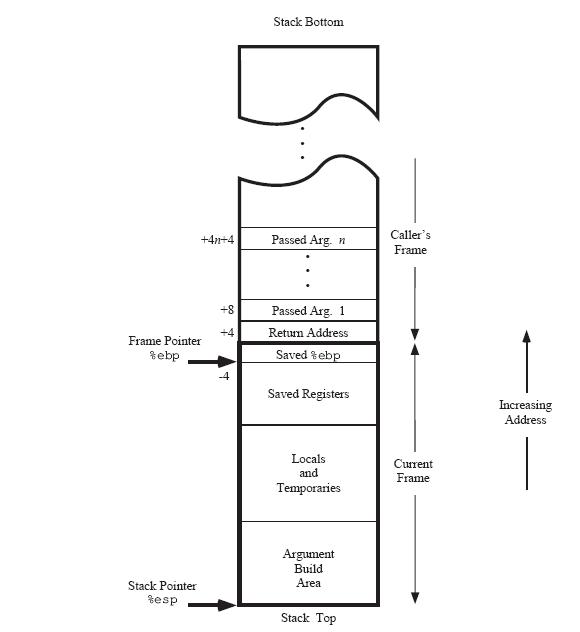 Stack Bottom
+4n+4
Passed Arg. n
Caller's
Frame
+8
Passed Arg. 1
+4
Return Address
Frame Pointer
%ebp
Saved %ebp
-4
Saved Registers
Increasing
Address
Locals
and
Temporaries
Current
Frame
Argument
Build
Area
Stack Pointer
%esp
Stack Top